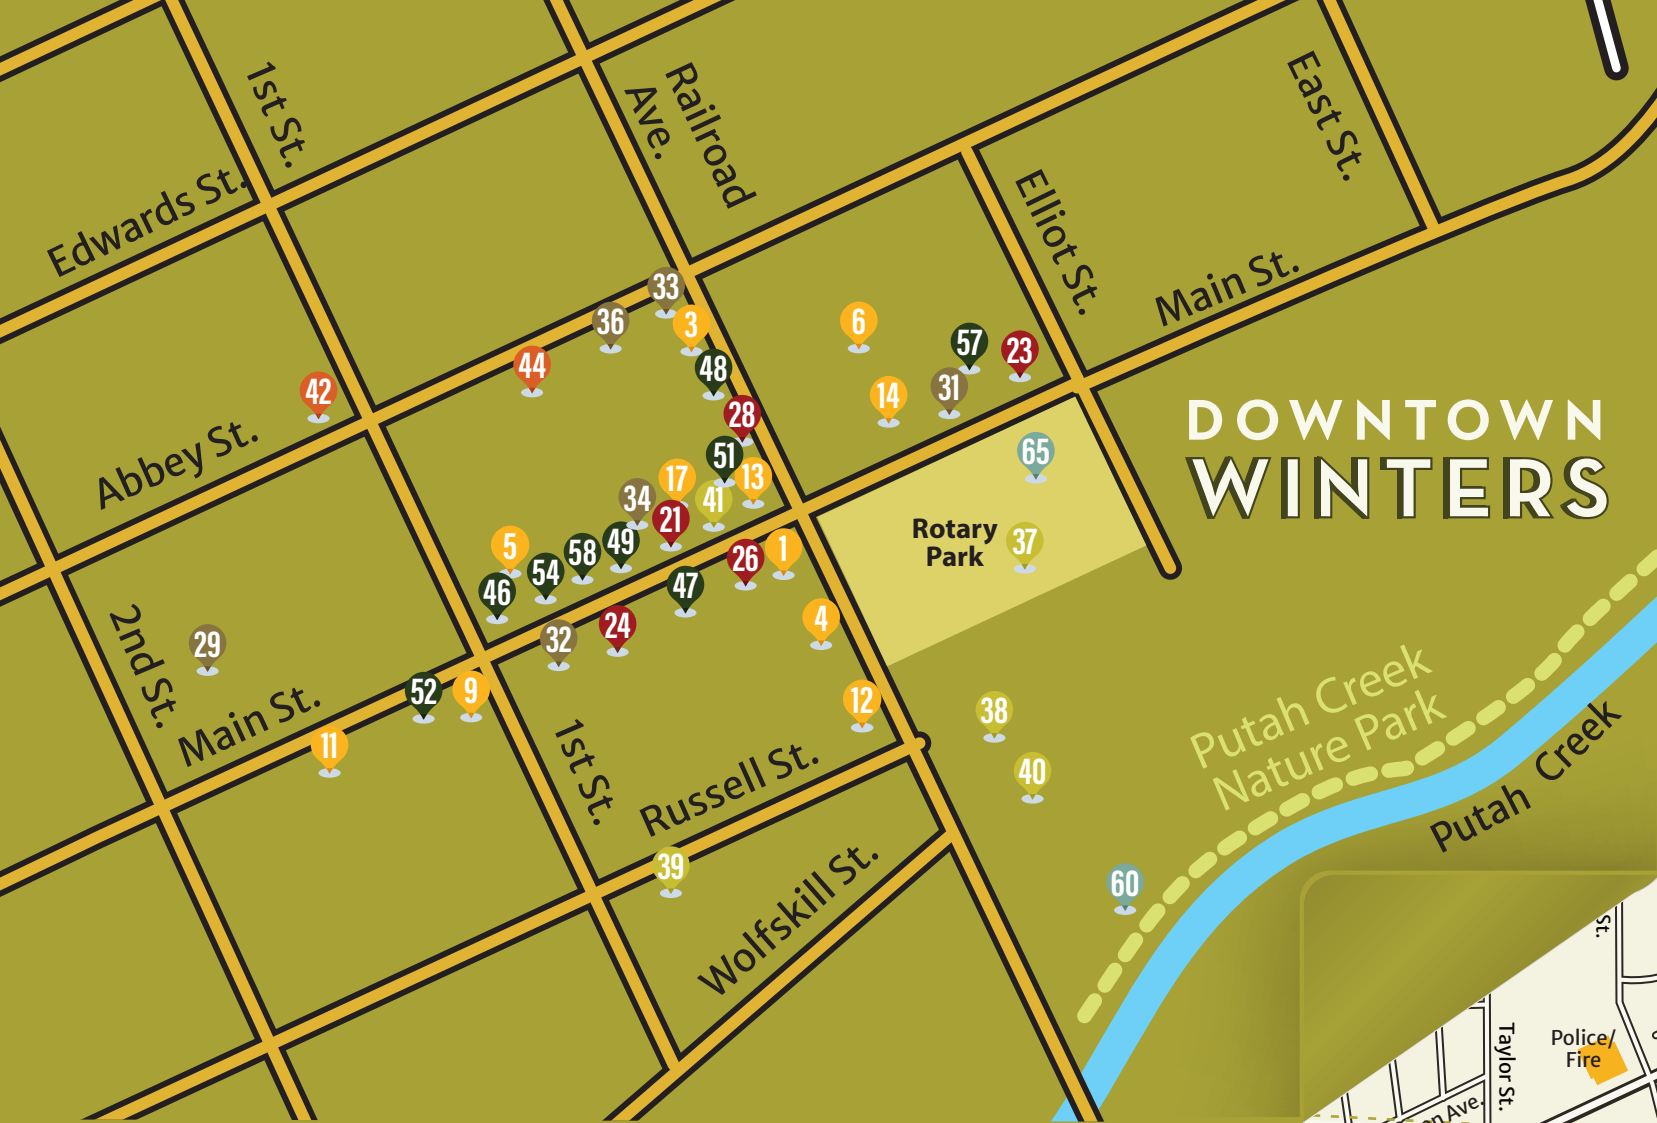 1st St.
Railroad
Ave.
East St.
Edwards St.
Elliot St.
Main St.
33
36
3
6
44
48
57
23
42
31
14
28
DOWNTOWN
WINTERS
Abbey St.
51
65
17
13
34
41
21
Rotary
Park
37
5
58
49
1
54
26
46
47
2nd St.
29
32
24
4
52
9
12
38
Main St.
11
1st St.
Russell St.
40
Putah Creek
Nature Park
Putah Creek
39
60
Wolfskill St.
St.
Taylor St.
Police/
Fire
Ave.